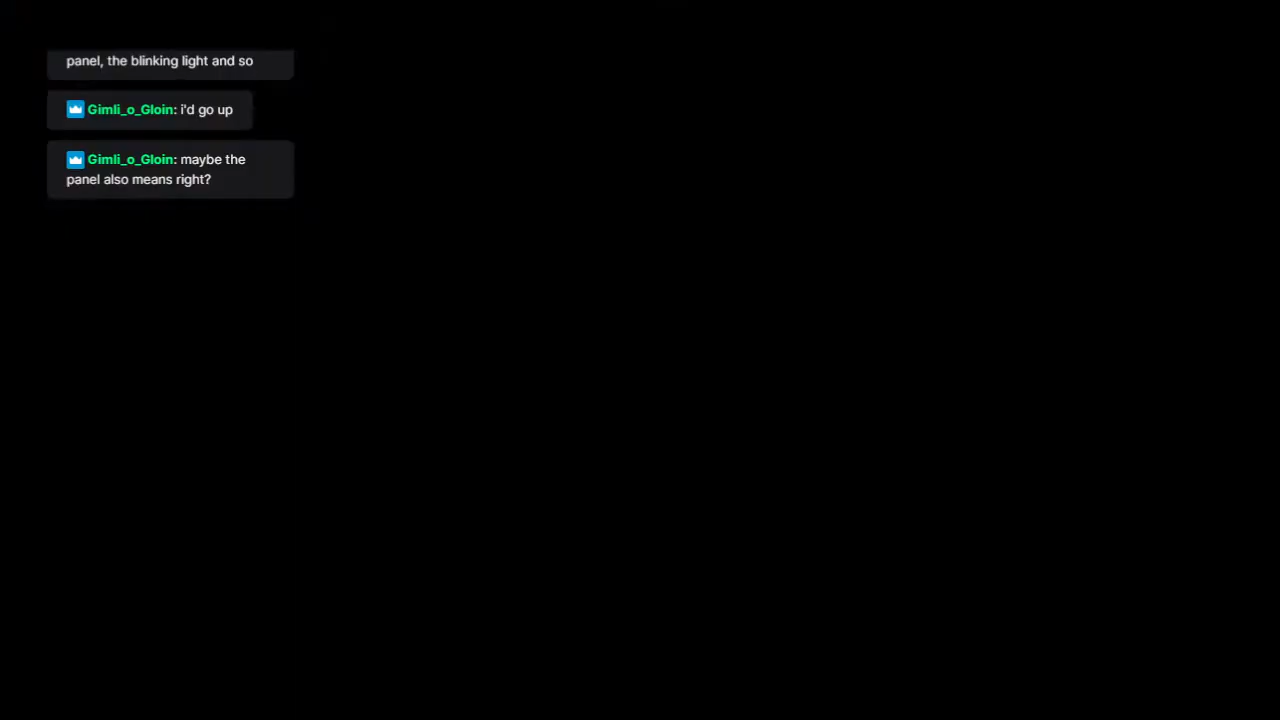 panel, the blinking light and so
Gimli_o_Gloin: i'd go up
Gimli_o_Gloin: maybe the
panel also means right?